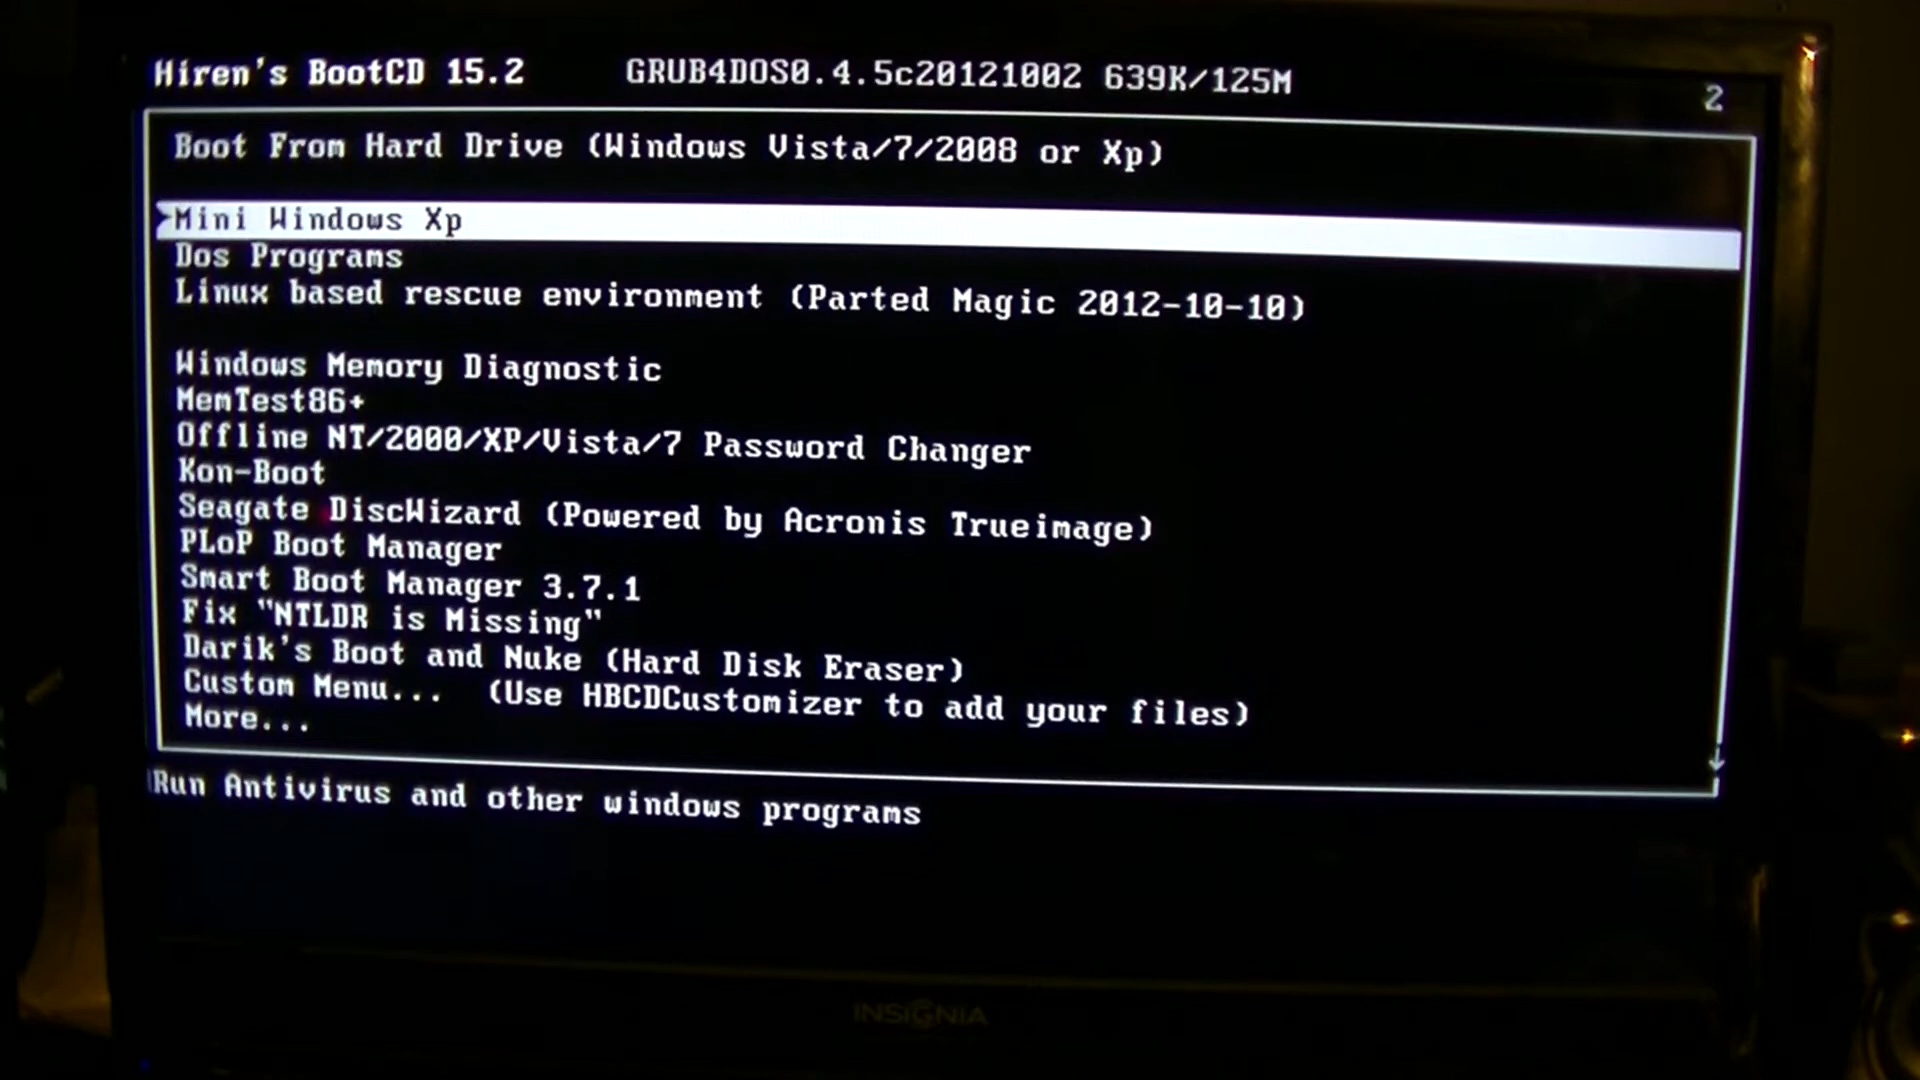 Hiren's BootCD 15.2 GRUB4DOS0.4.5c20121002 639K/125M
2
Boot From Hard Drive (Windows Vista/7/2008 or Xp)
Mini Windows Xp
Dos Programs
Linux based rescue environment (Parted Magic 2012-10-10)
Windows Memory Diagnostic
MemTest86+
Offline NT/2000/XP/Vista/7 Password Changer
Kon-Boot
Seagate DiscWizard (Powered by Acronis Trueimage)
PLoP Boot Manager
Smart Boot Manager 3.7.1
Fix "NTLDR is Missing"
Darik's Boot and Nuke (Hard Disk Eraser)
Custom Menu... (Use HBCDCustomizer to add your files)
More...
Run Antivirus and other windows programs
INSIGNIA